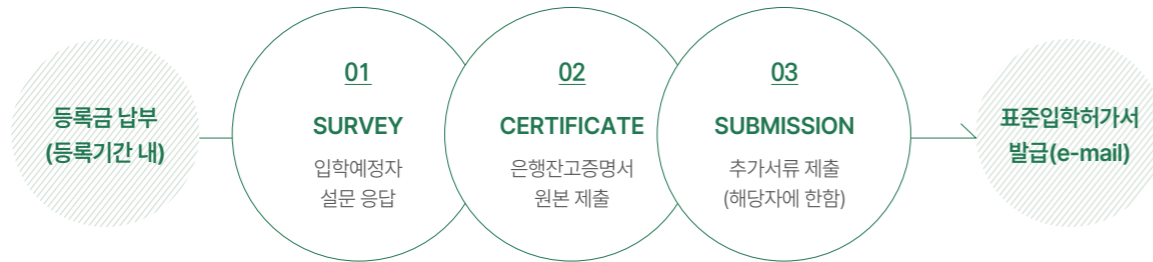 등록금 납부
(등록기간 내)
01
SURVEY
입학예정자
설문 응답
02
CERTIFICATE
은행잔고증명서
원본 제출
03
SUBMISSION
추가서류 제출
(해당자에 한함)
표준입학허가서
발급(e-mail)